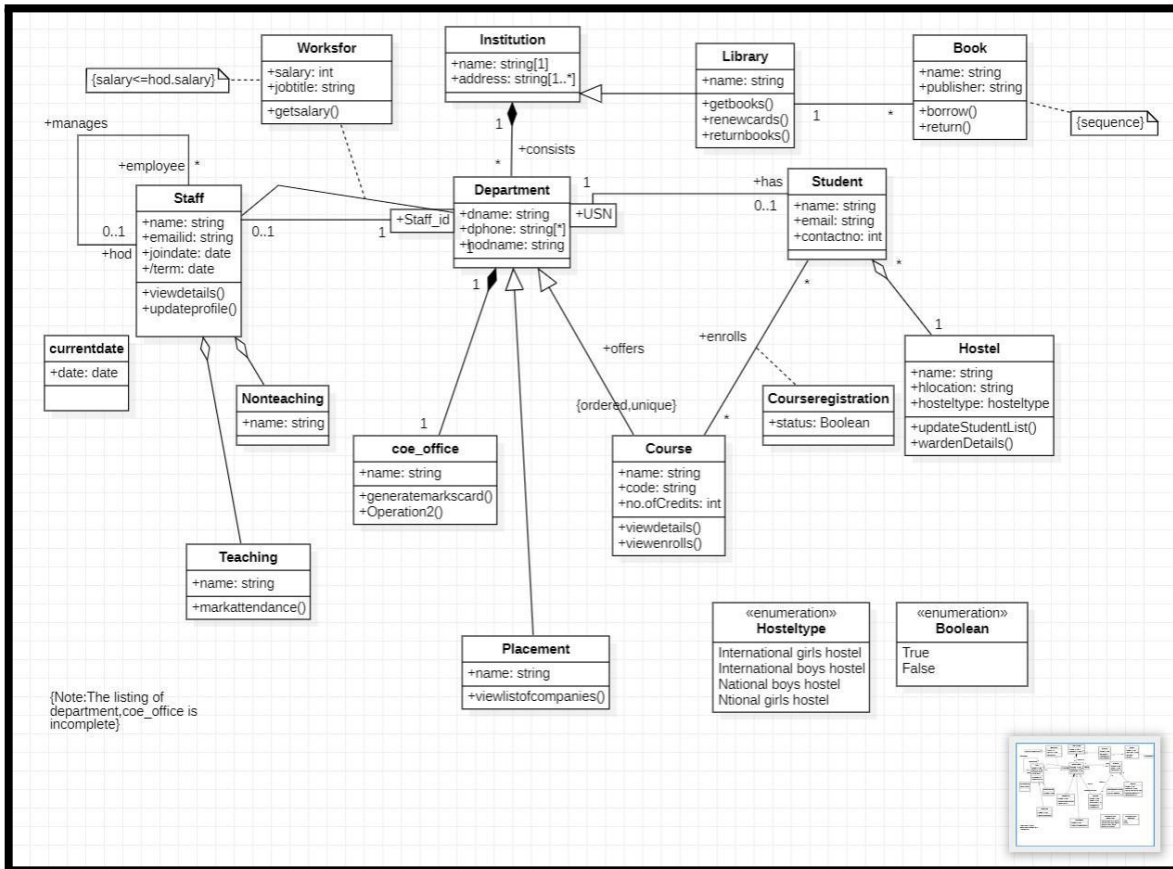 Worksfor
+salary: int
+jobtitle: string
+getsalary()
{salary<=hod.salary}
Institution
+name: string[1]
+address: string[1..*]
Library
+name: string
+getbooks()
+renewcards()
+returnbooks()
Book
+name: string
+publisher: string
+borrow()
+return()
{sequence}
1
*
1
*
+consists
+manages
+employee
*
0..1
+hod
Staff
+name: string
+emailid: string
+joindate: date
+/term: date
+viewdetails()
+updateprofile()
0..1
1
+Staff_id
Department
+dname: string
+dphone: string[*]
+hodname: string
1
+USN
1
+has
0..1
Student
+name: string
+email: string
+contactno: int
1
1
*
*
1
+offers
{ordered,unique}
+enrolls
*
currentdate
+date: date
Nonteaching
+name: string
coe_office
+name: string
+generatemarkscard()
+Operation2()
Course
+name: string
+code: string
+no.ofCredits: int
+viewdetails()
+viewenrolls()
Courseregistration
+status: Boolean
Hostel
+name: string
+hlocation: string
+hosteltype: hosteltype
+updateStudentList()
+wardenDetails()
Teaching
+name: string
+markattendance()
Placement
+name: string
+viewlistofcompanies()
«enumeration»
Hosteltype
International girls hostel
International boys hostel
National boys hostel
Ntional girls hostel
«enumeration»
Boolean
True
False
{Note:The listing of
department,coe_office is
incomplete}